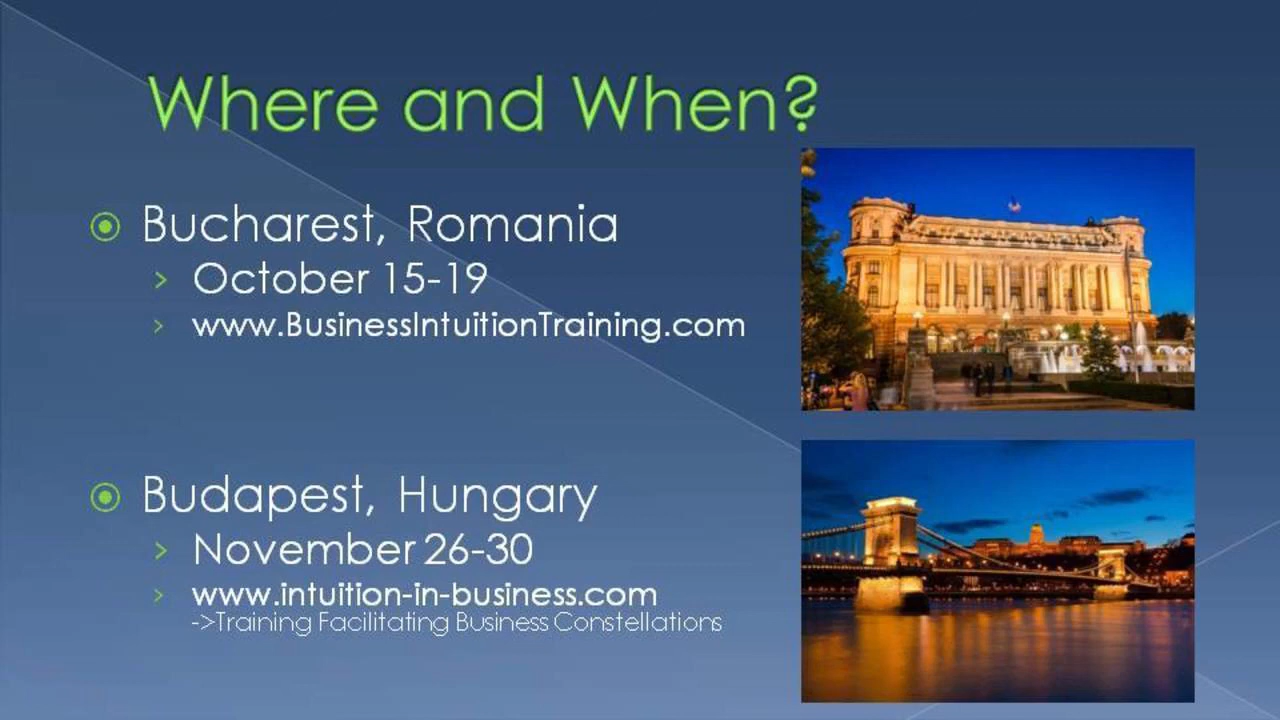 Where and When?
Bucharest, Romania
October 15-19
www.BusinessIntuitionTraining.com
Budapest, Hungary
November 26-30
www.intuition-in-business.com
->Training Facilitating Business Constellations